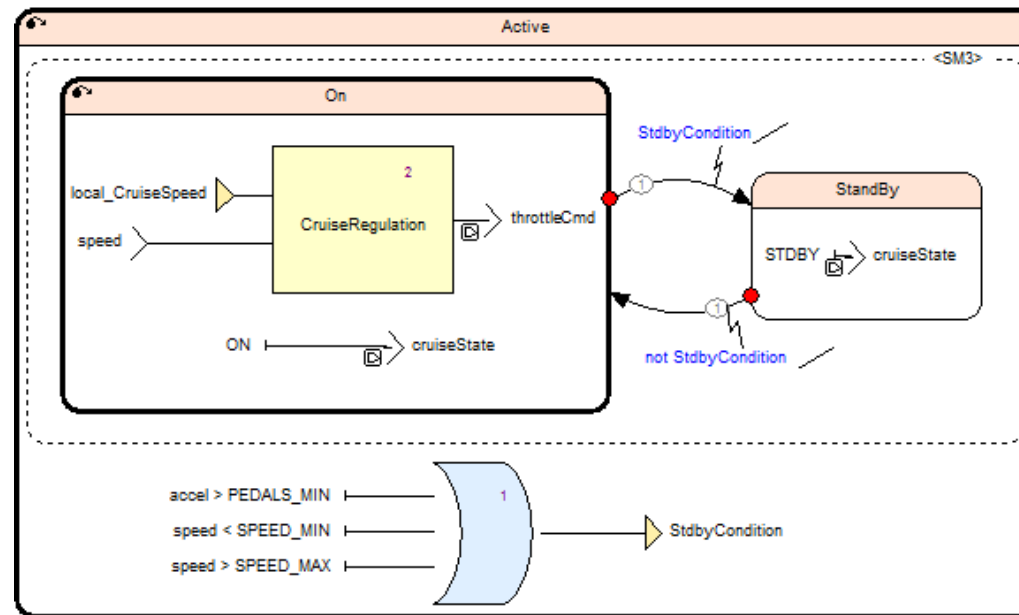 Active
<SM3>
On
StdbyCondition
1
StandBy
2
local_CruiseSpeed
CruiseRegulation
throttleCmd
speed
STDBY
cruiseState
1
ON
cruiseState
not StdbyCondition
accel > PEDALS_MIN
1
speed < SPEED_MIN
StdbyCondition
speed > SPEED_MAX